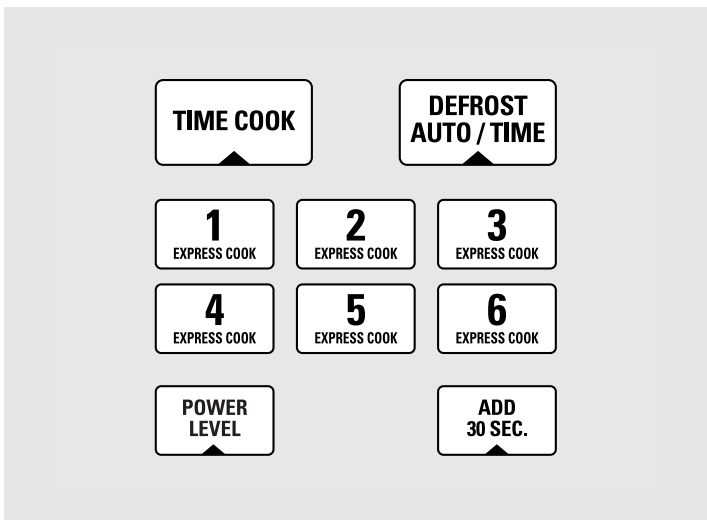 TIME COOK
DEFROST
AUTO / TIME
1
EXPRESS COOK
2
EXPRESS COOK
3
EXPRESS COOK
4
EXPRESS COOK
5
EXPRESS COOK
6
EXPRESS COOK
POWER
LEVEL
ADD
30 SEC.